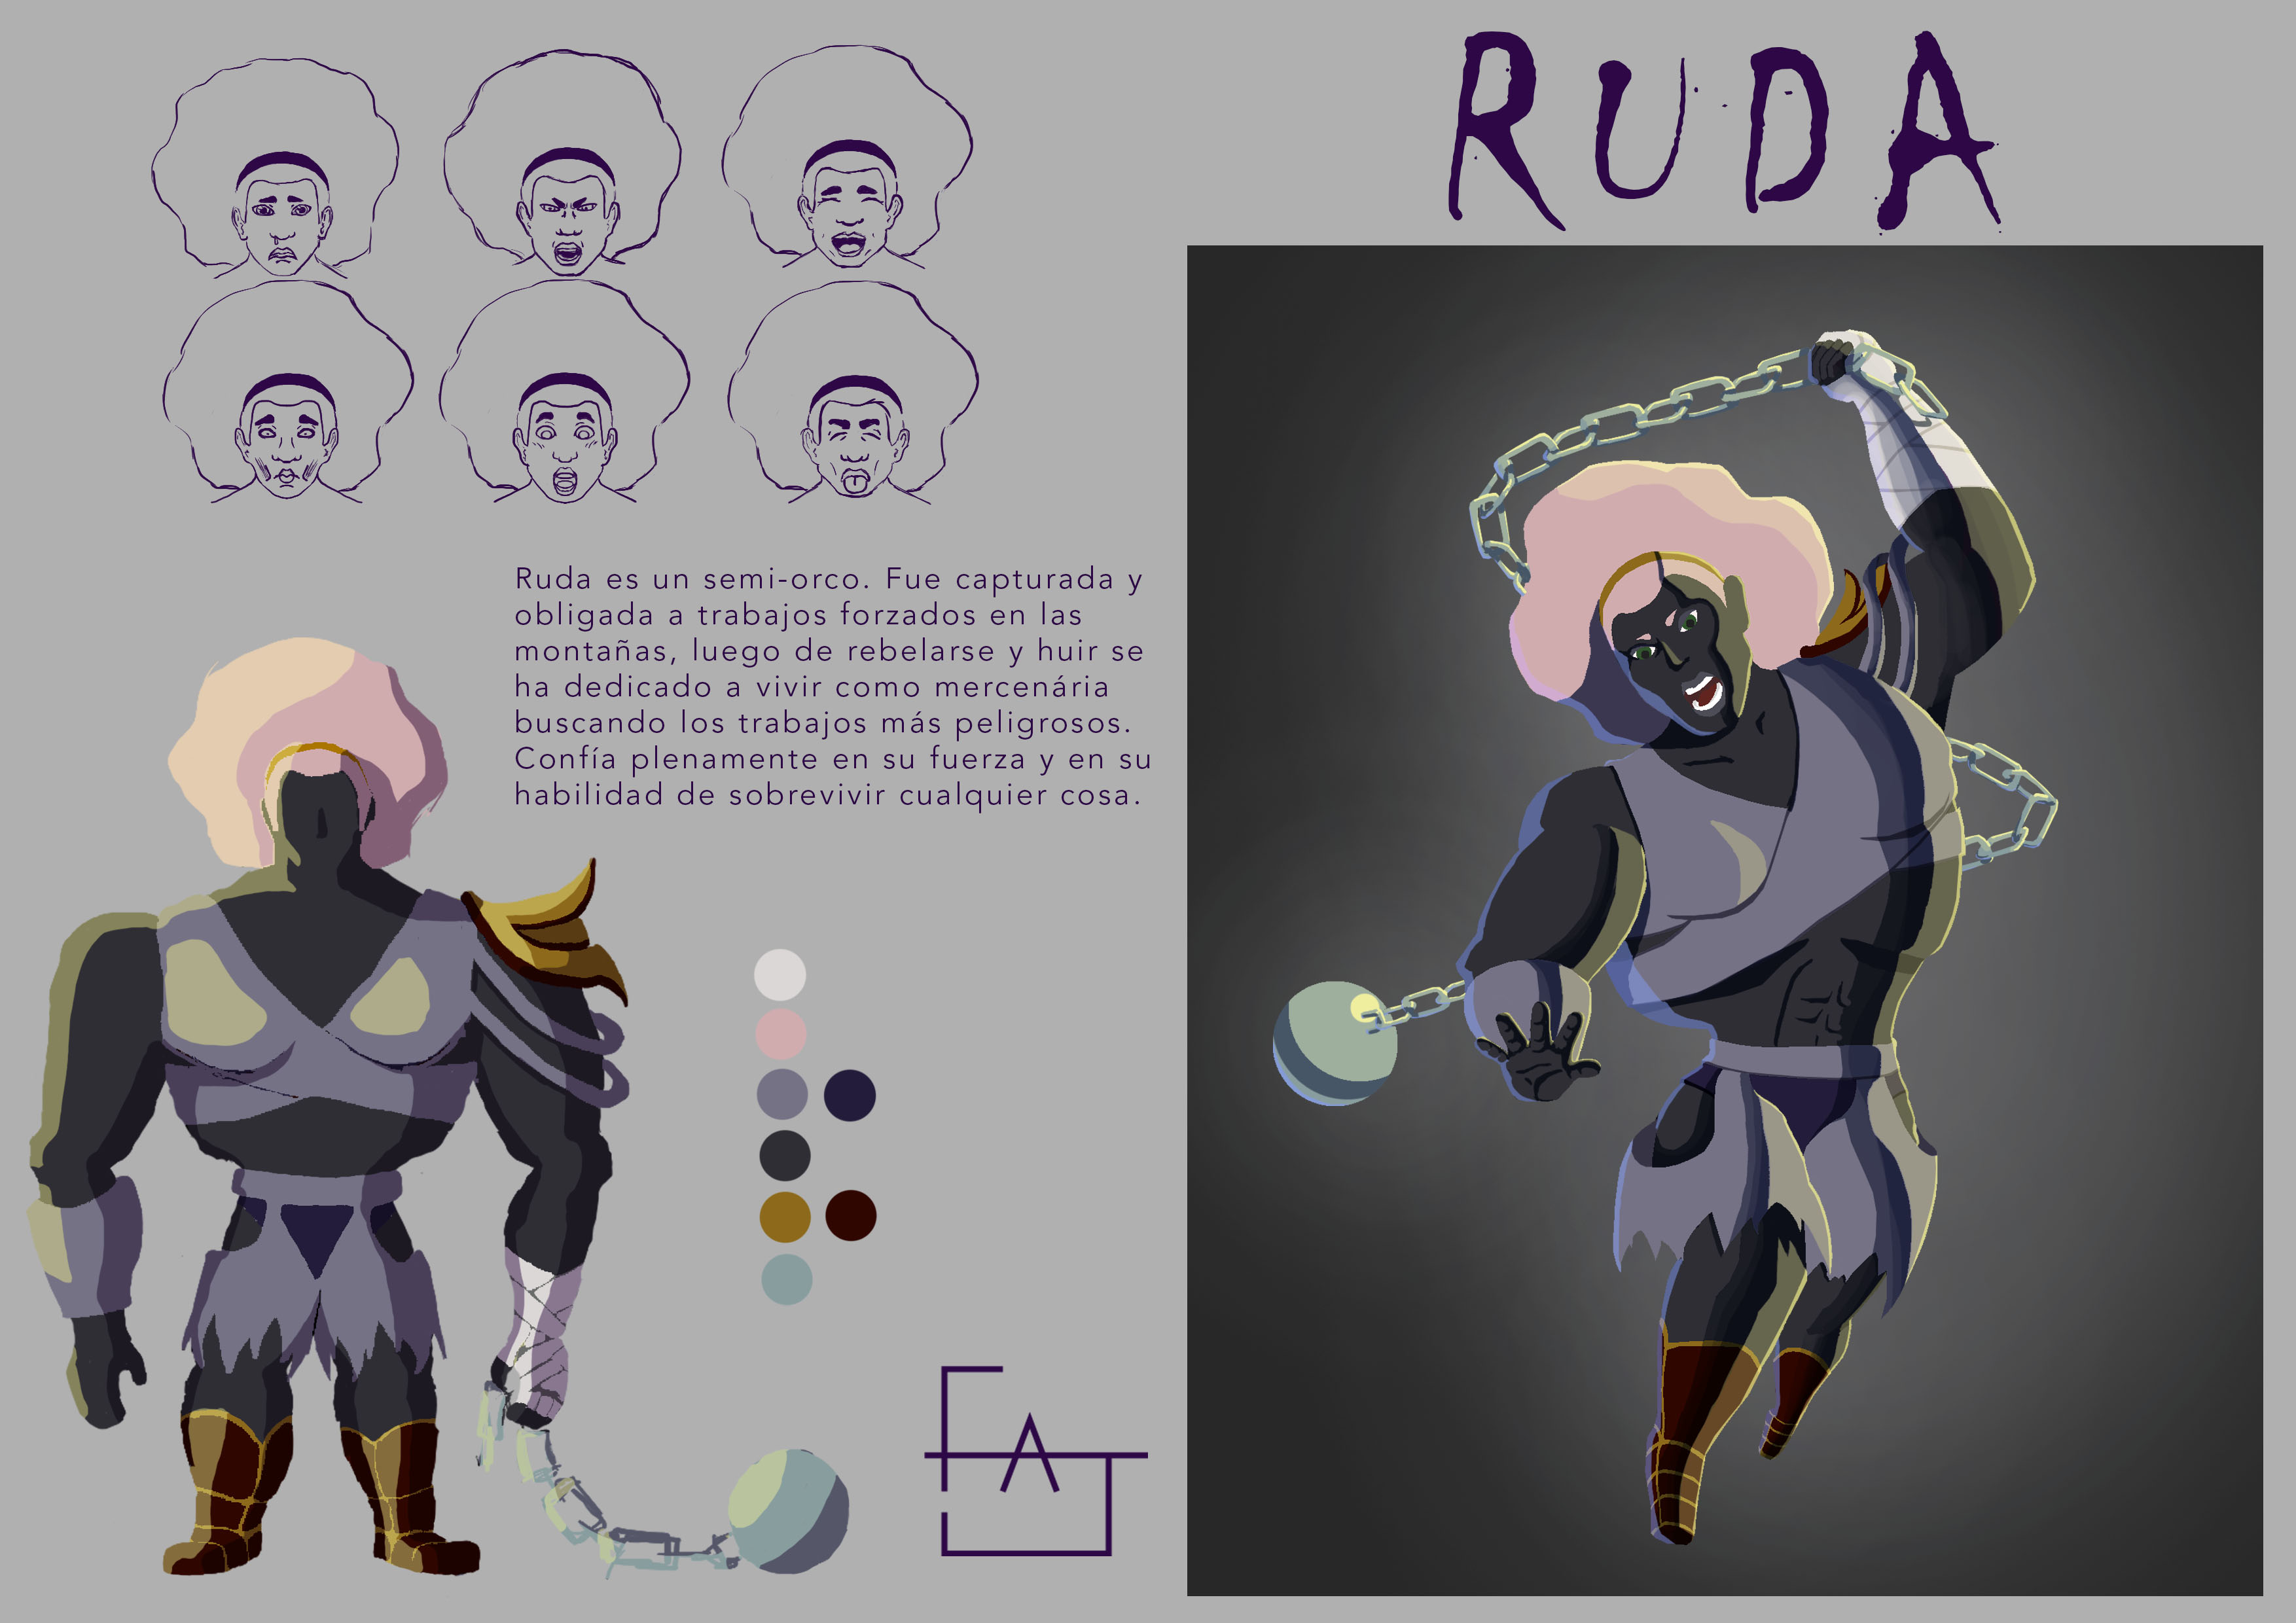 RUDA
Ruda es un semi-orco. Fue capturada y
obligada a trabajos forzados en las
montañas, luego de rebelarse y huir se
ha dedicado a vivir como mercenária
buscando los trabajos más peligrosos.
Confía plenamente en su fuerza y en su
habilidad de sobrevivir cualquier cosa.